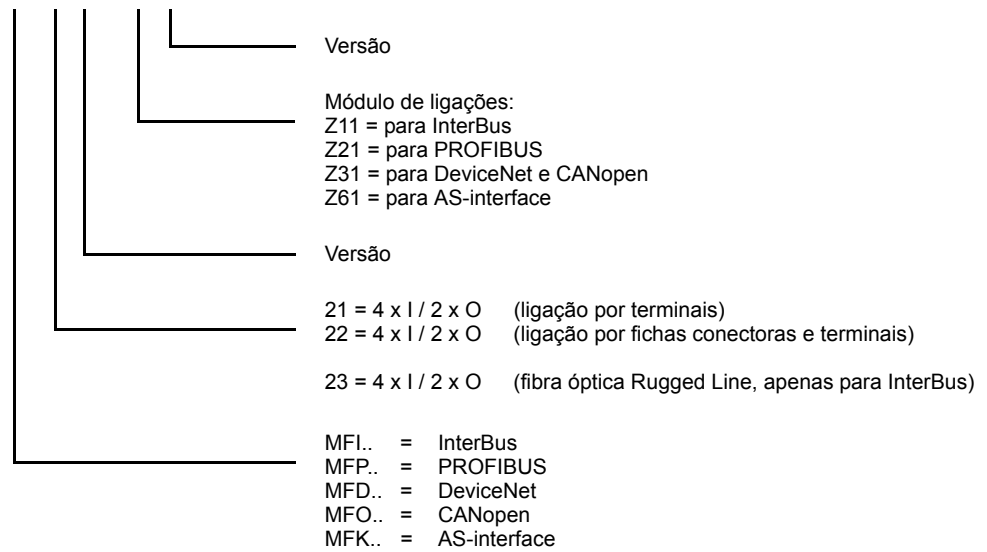 Versão
Módulo de ligações:
Z11 = para InterBus
Z21 = para PROFIBUS
Z31 = para DeviceNet e CANopen
Z61 = para AS-interface
Versão
21 = 4 x I / 2 x O (ligação por terminais)
22 = 4 x I / 2 x O (ligação por fichas conectoras e terminais)
23 = 4 x I / 2 x O (fibra óptica Rugged Line, apenas para InterBus)
MFI.. = InterBus
MFP.. = PROFIBUS
MFD.. = DeviceNet
MFO.. = CANopen
MFK.. = AS-interface